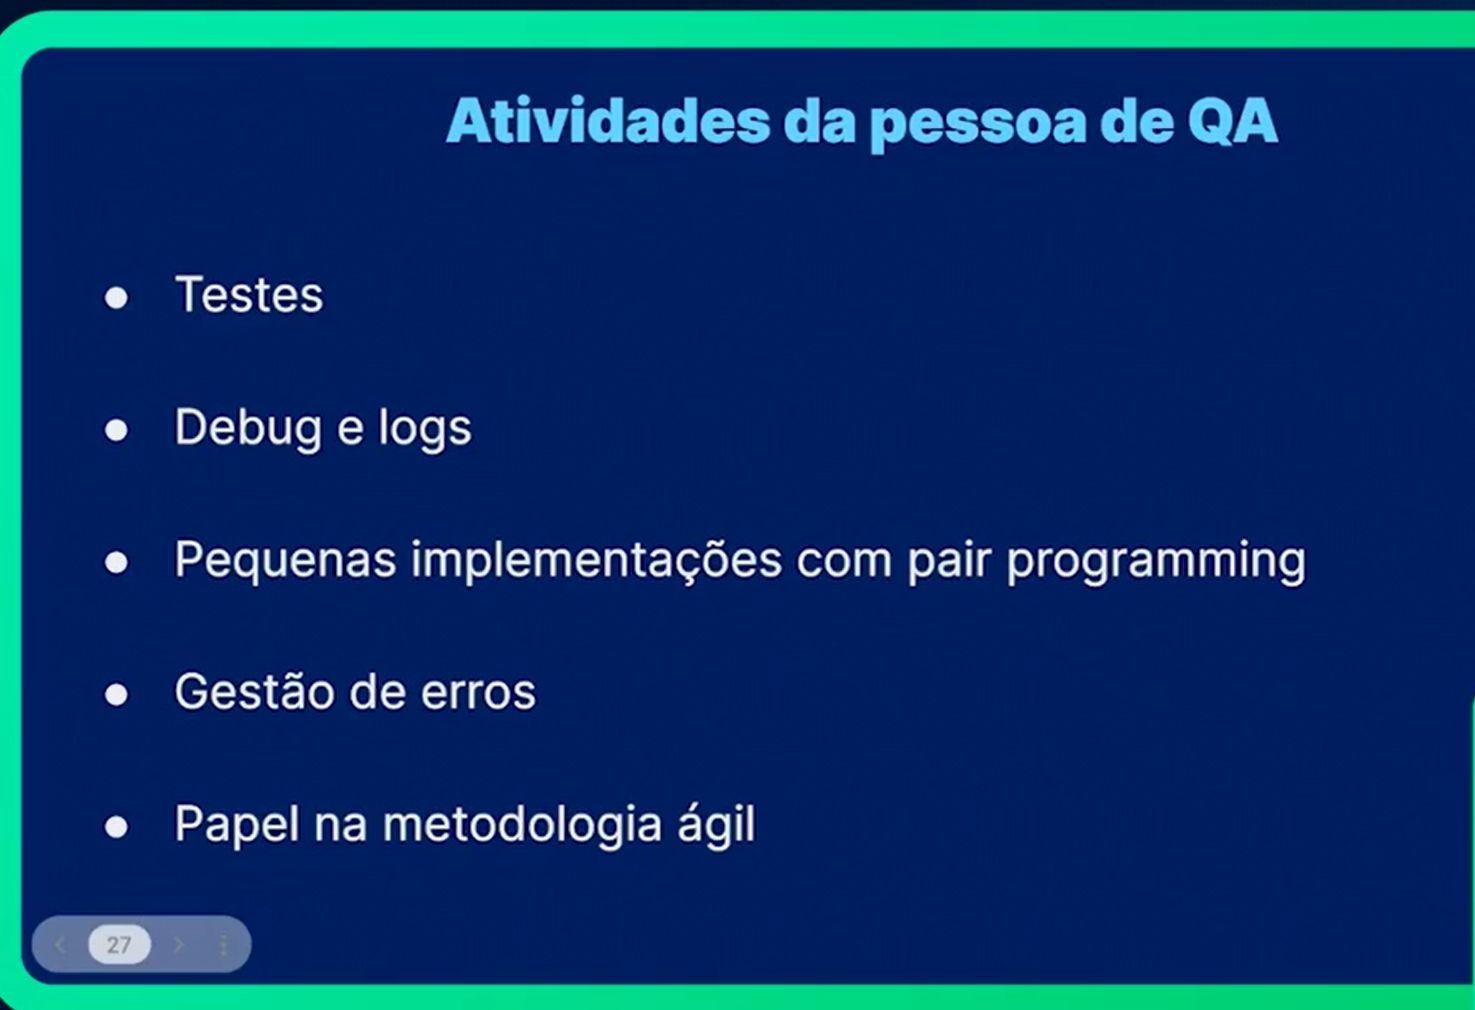 Atividades da pessoa de QA
● Testes
● Debug e logs
● Pequenas implementações com pair programming
● Gestão de erros
● Papel na metodologia ágil
27